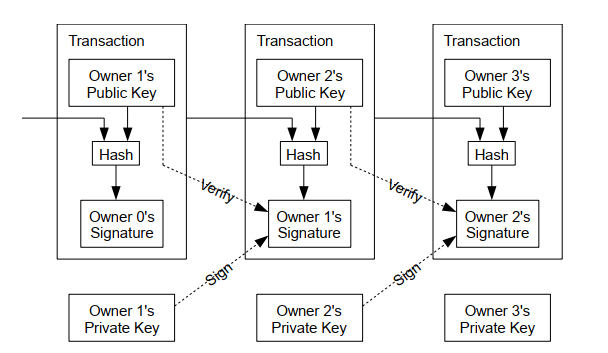 Transaction
Transaction
Transaction
Owner 1's
Public Key
Owner 2's
Public Key
Owner 3's
Public Key
Hash
Hash
Hash
Verify
Verify
Owner 0's
Signature
Owner 1's
Signature
Owner 2's
Signature
Sign
Sign
Owner 1's
Private Key
Owner 2's
Private Key
Owner 3's
Private Key